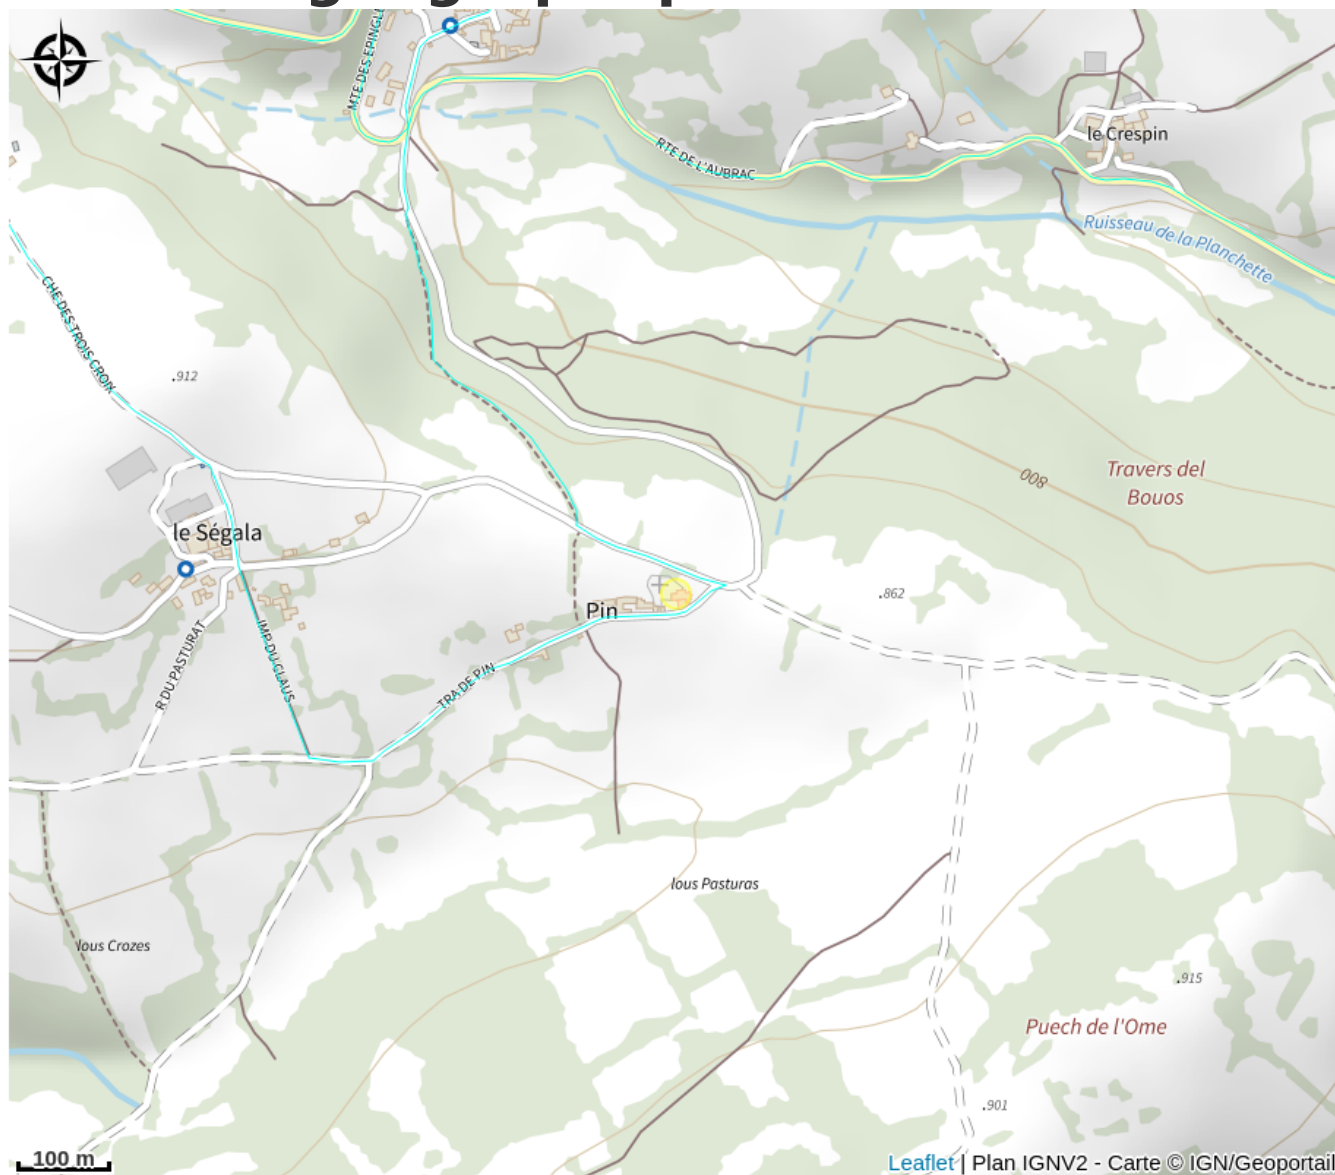 MTE DES EPINGL
RTE DE L'AUBRAC
le Crespin
Ruisseau de la Planchette
CHE DES TROIS CROIX
.912
Travers del
Bouos
800
le Ségala
.862
Pin
IMP DU CLAUS
R DU PASTURAT
TRA DE PIN
lous Pasturas
lous Crozes
.915
Puech de l'Ome
.901
100 m
Leaflet | Plan IGNV2 - Carte © IGN/Geoportail